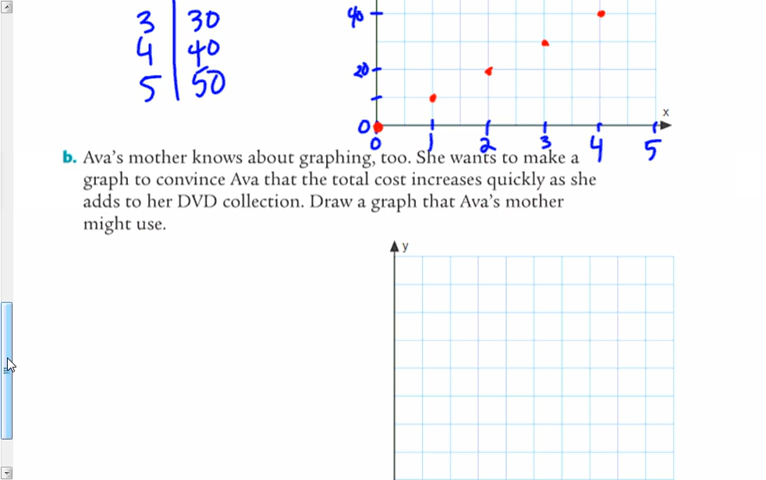 3 | 30
4 | 40
5 | 50
40
20
0
x
0 1 2 3 4 5
b. Ava's mother knows about graphing, too. She wants to make a
graph to convince Ava that the total cost increases quickly as she
adds to her DVD collection. Draw a graph that Ava's mother
might use.
y